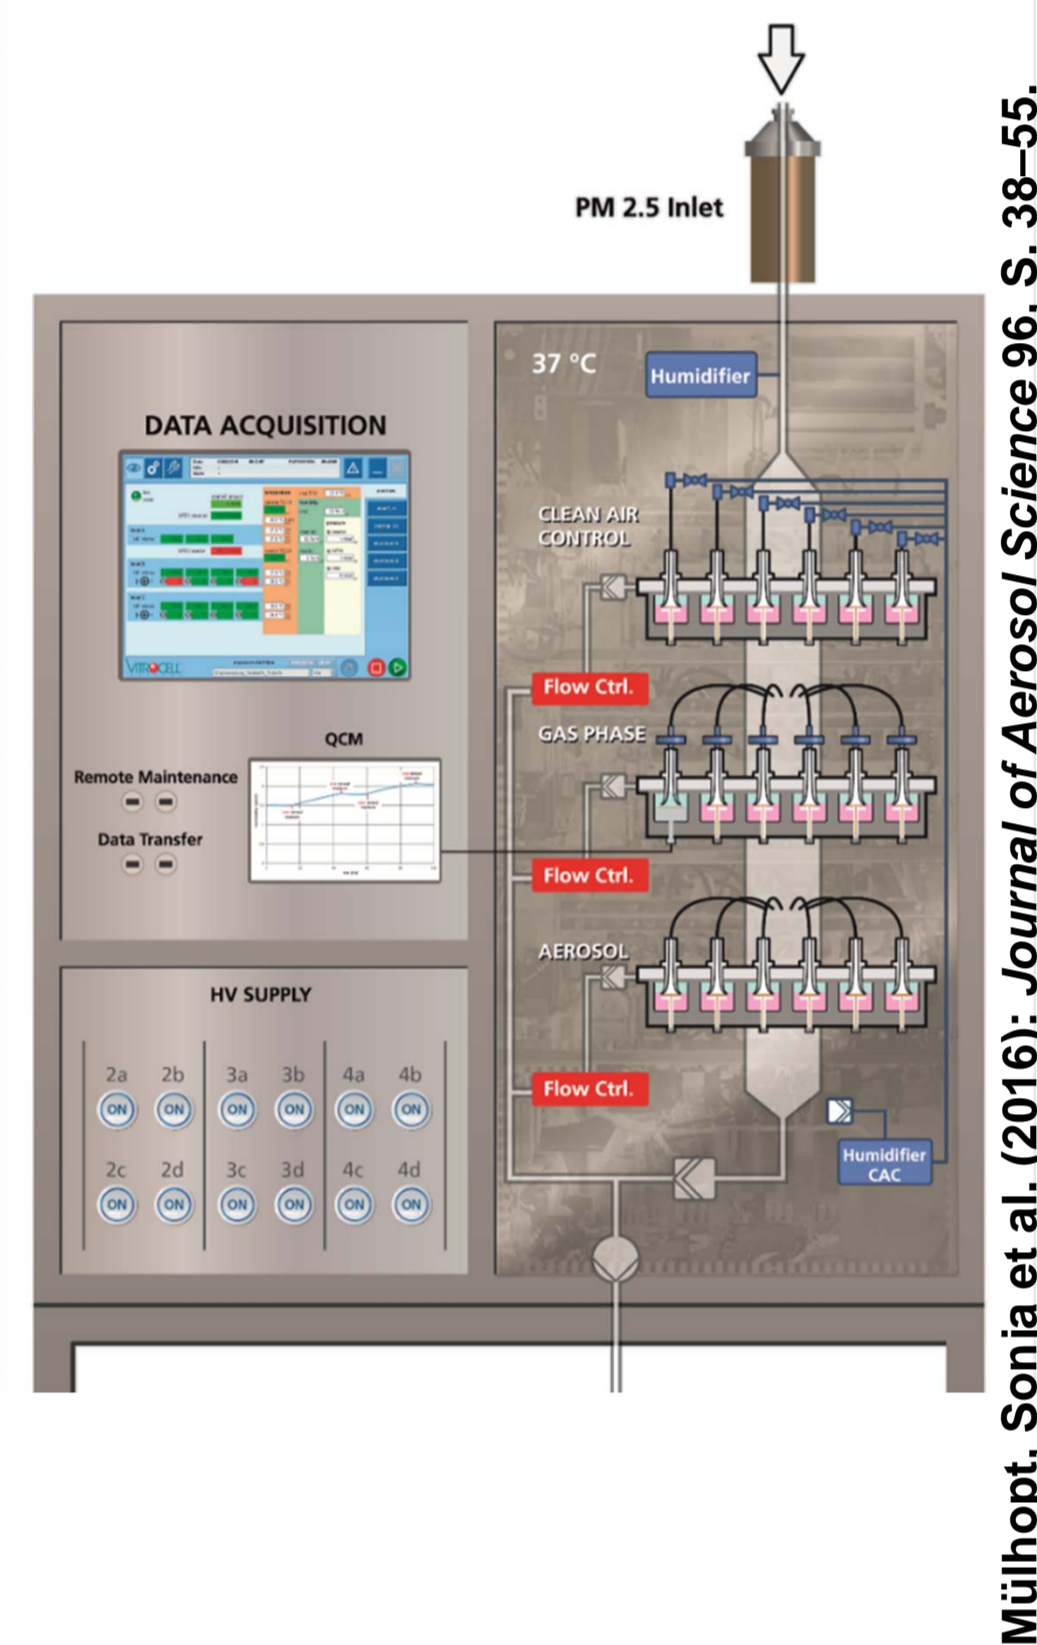 PM 2.5 Inlet
37 °C
Humidifier
DATA ACQUISITION
CLEAN AIR
CONTROL
VITROCELL
Flow Ctrl.
GAS PHASE
QCM
Remote Maintenance
Data Transfer
Flow Ctrl.
AEROSOL
HV SUPPLY
2a 2b 3a 3b 4a 4b
ON ON ON ON ON ON
Flow Ctrl.
2c 2d 3c 3d 4c 4d
ON ON ON ON ON ON
Humidifier
CAC
Mülhopt, Sonja et al. (2016): Journal of Aerosol Science 96, S. 38–55.